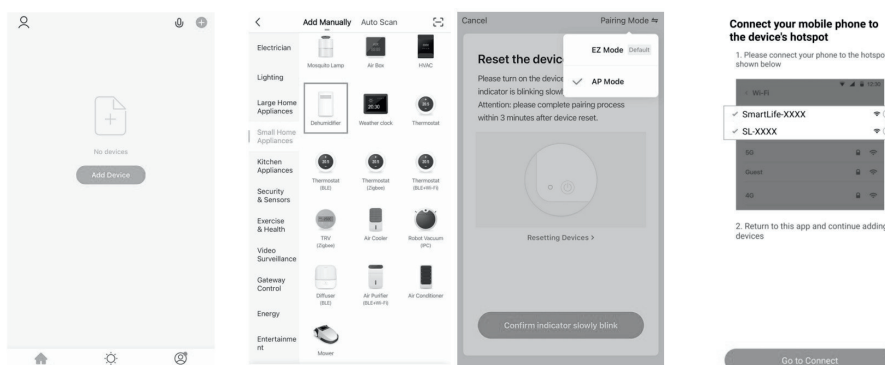 No devices
Add Device
Add Manually
Auto Scan
Electrician
Lighting
Large Home
Appliances
Small Home
Appliances
Kitchen
Appliances
Security
& Sensors
Exercise
& Health
Video
Surveillance
Gateway
Control
Energy
Entertainme
nt
Mosquito Lamp
Air Box
HVAC
Dehumidifier
Weather clock
Thermostat
Thermostat
(BLE)
Thermostat
(Zigbee)
Thermostat
(BLE+Wi-Fi)
TRV
(Zigbee)
Air Cooler
Robot Vacuum
(IPC)
Diffuser
(BLE)
Air Purifier
(BLE+Wi-Fi)
Air Conditioner
Mower
20:30
Cancel
Pairing Mode
EZ Mode Default
AP Mode
Reset the devic
Please turn on the device
indicator is blinking slowl
Attention: please complete pairing process
within 3 minutes after device reset.
Resetting Devices >
Confirm indicator slowly blink
Connect your mobile phone to
the device's hotspot
1. Please connect your phone to the hotspo
shown below
12:30
Wi-Fi
SmartLife-XXXX
SL-XXXX
5G
Guest
4G
2. Return to this app and continue adding
devices
Go to Connect